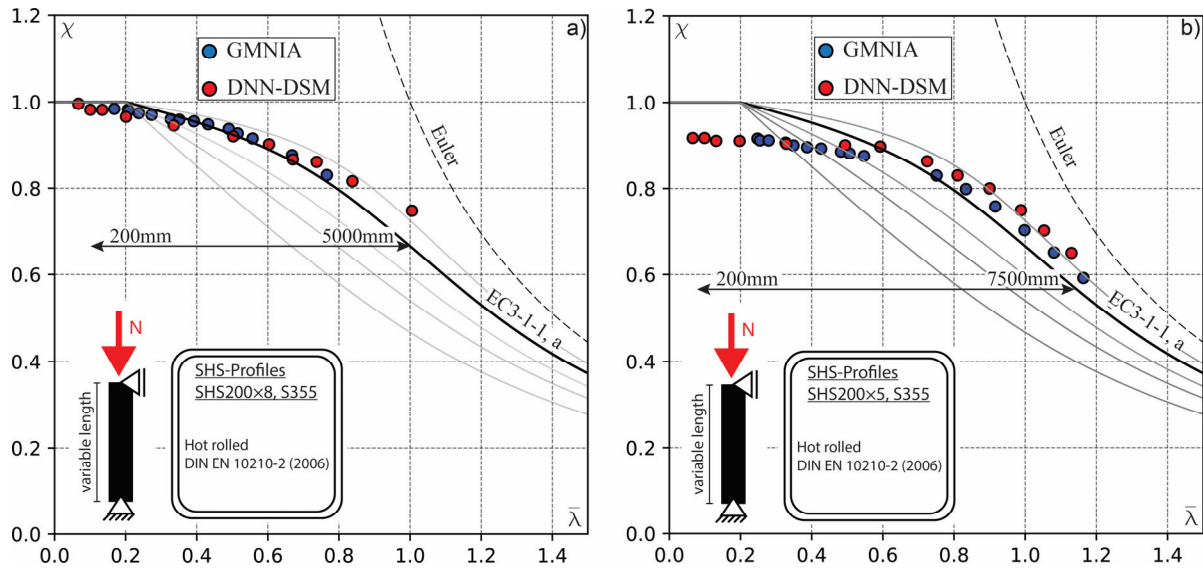 1.2
χ
a)
GMNIA
DNN-DSM
1.0
0.8
0.6
0.4
0.2
0.0
Euler
200mm
5000mm
EC3-1-1, a
N
variable length
SHS-Profiles
SHS200×8, S355
Hot rolled
DIN EN 10210-2 (2006)
λ̄
0.0 0.2 0.4 0.6 0.8 1.0 1.2 1.4
1.2
χ
b)
GMNIA
DNN-DSM
1.0
0.8
0.6
0.4
0.2
0.0
Euler
200mm
7500mm
EC3-1-1, a
N
variable length
SHS-Profiles
SHS200×5, S355
Hot rolled
DIN EN 10210-2 (2006)
λ̄
0.0 0.2 0.4 0.6 0.8 1.0 1.2 1.4